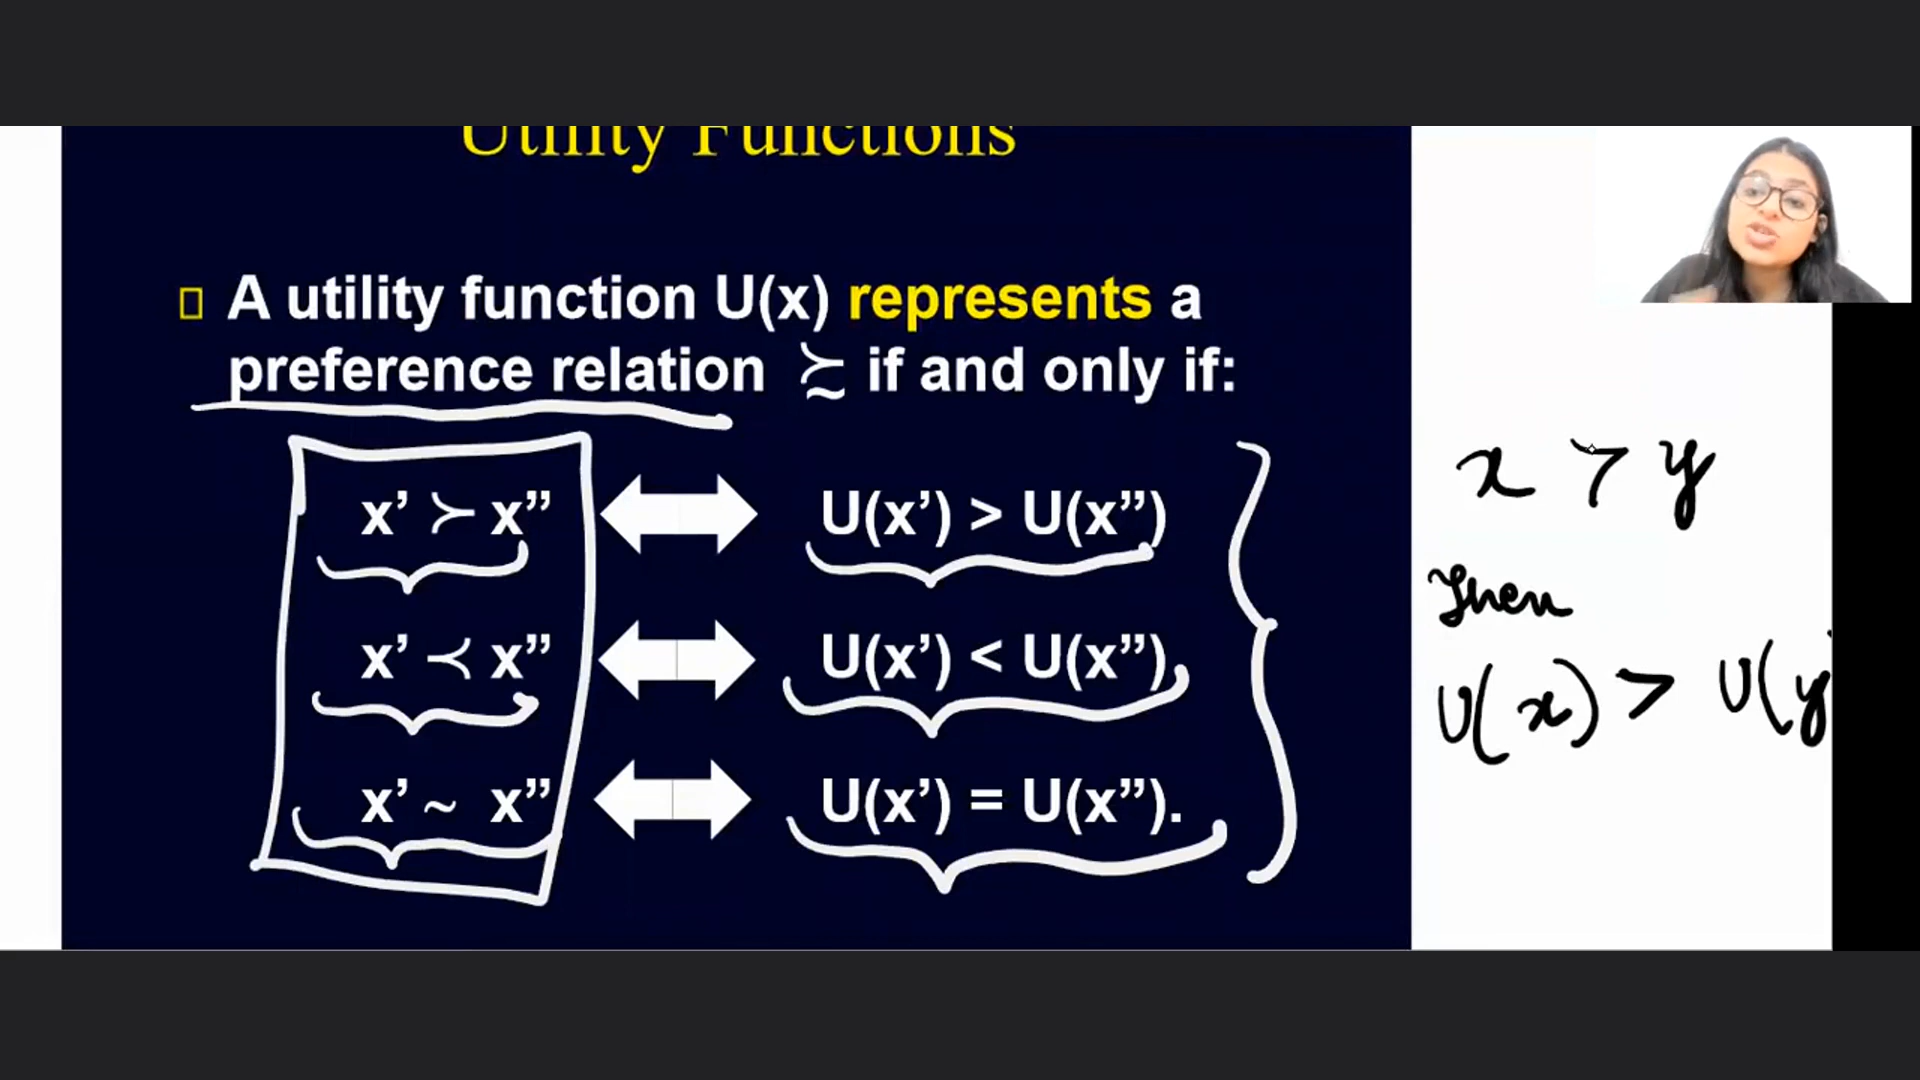 Utility Functions
A utility function U(x) represents a
preference relation ≿ if and only if:
x’ ≻ x” U(x’) > U(x”)
x’ ≺ x” U(x’) < U(x”)
x’ ~ x” U(x’) = U(x”).
x ≻ y
Then
U(x) > U(y